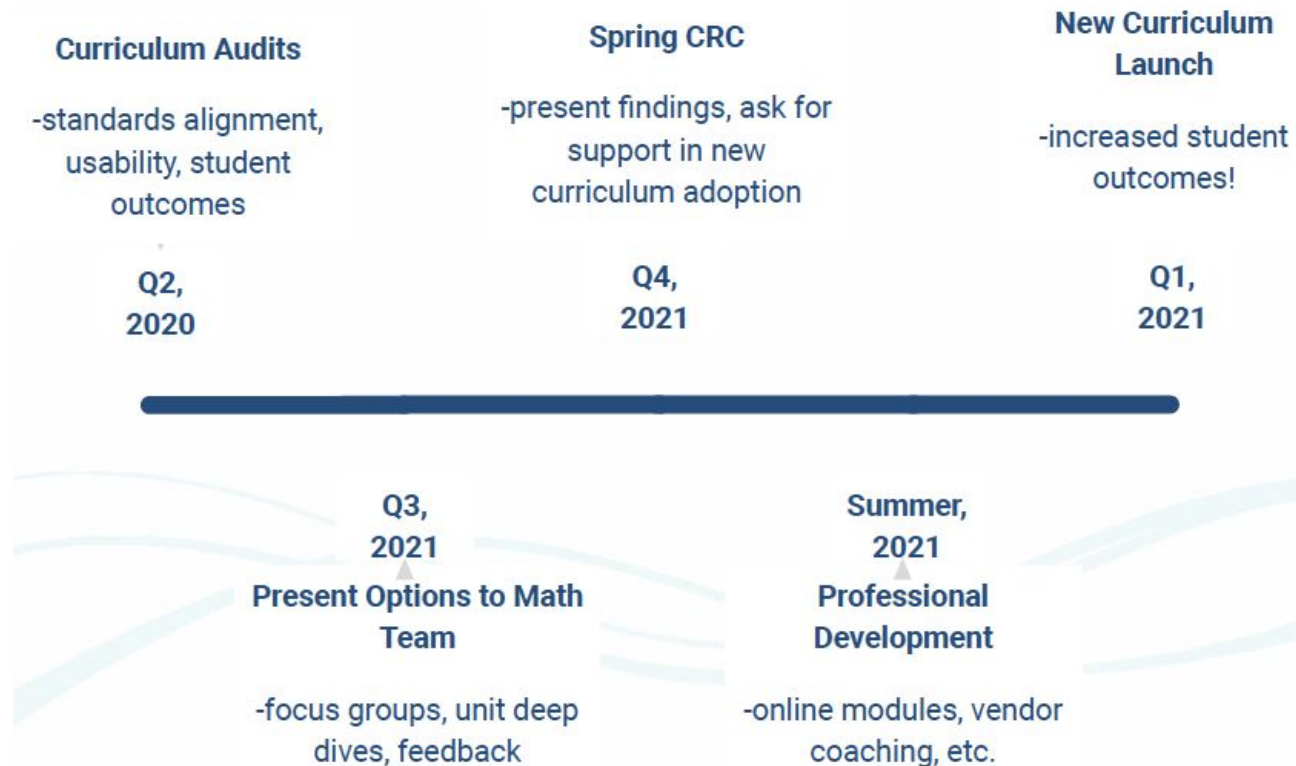 Curriculum Audits
-standards alignment,
usability, student
outcomes
Q2,
2020
Spring CRC
-present findings, ask for
support in new
curriculum adoption
Q4,
2021
New Curriculum
Launch
-increased student
outcomes!
Q1,
2021
Q3,
2021
Present Options to Math
Team
-focus groups, unit deep
dives, feedback
Summer,
2021
Professional
Development
-online modules, vendor
coaching, etc.